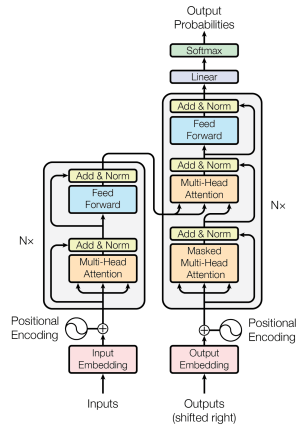 Output
Probabilities
Softmax
Linear
Add & Norm
Feed
Forward
Add & Norm
Multi-Head
Attention
Add & Norm
Masked
Multi-Head
Attention
N×
Positional
Encoding
Output
Embedding
Outputs
(shifted right)
Add & Norm
Feed
Forward
Add & Norm
Multi-Head
Attention
N×
Positional
Encoding
Input
Embedding
Inputs